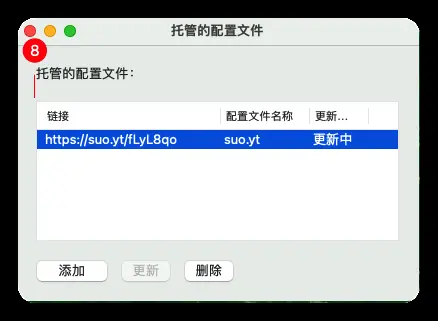 托管的配置文件
8
托管的配置文件：
链接 配置文件名称 更新...
https://suo.yt/fLyL8qo suo.yt 更新中
添加 更新 删除